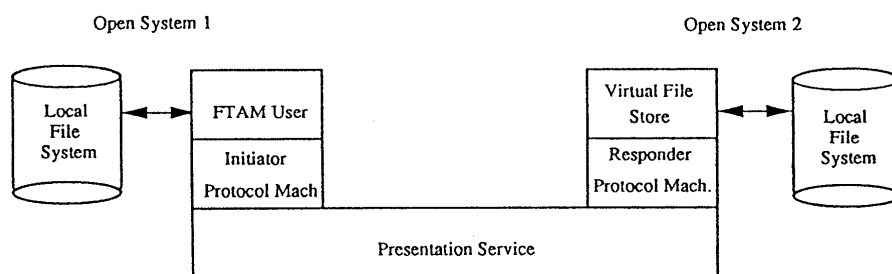 Open System 1
Open System 2
Local
File
System
FTAM User
Initiator
Protocol Mach
Virtual File
Store
Responder
Protocol Mach.
Local
File
System
Presentation Service